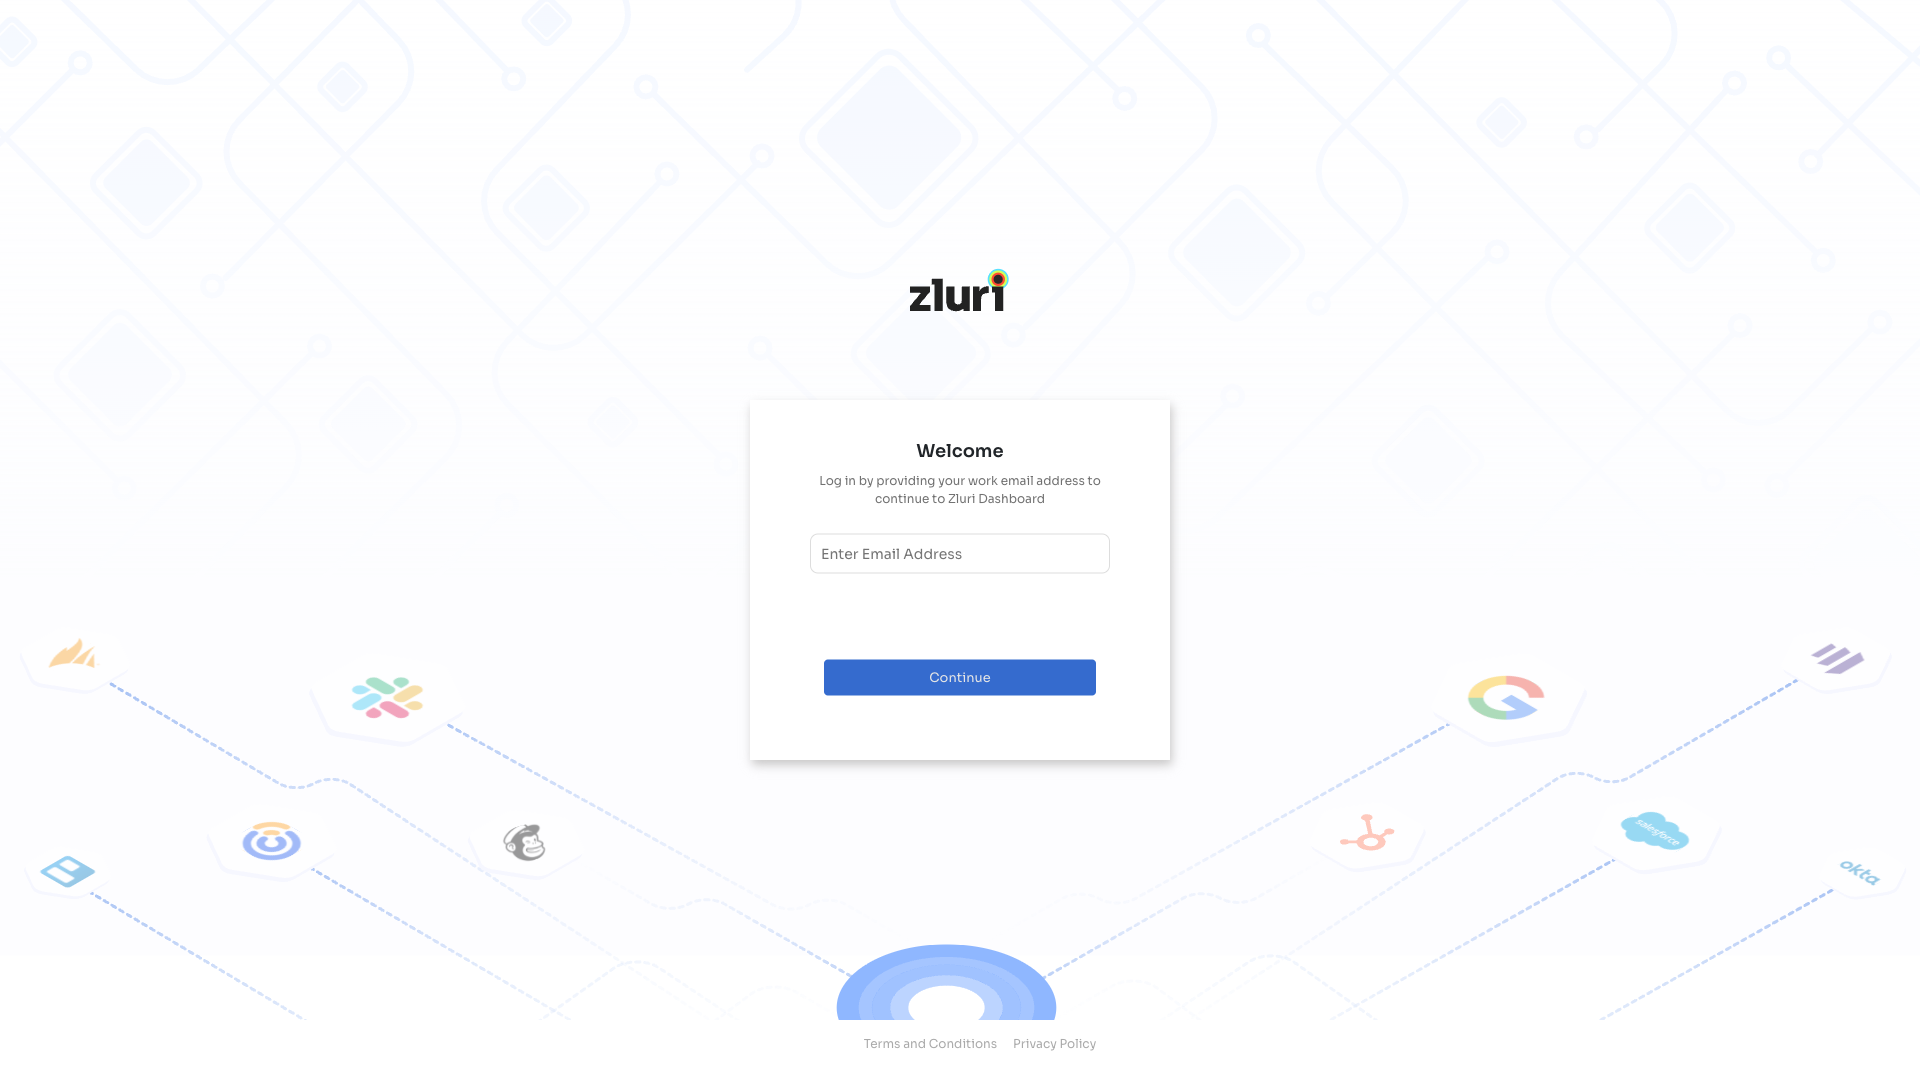 zluri
Welcome
Log in by providing your work email address to
continue to Zluri Dashboard
Enter Email Address
Continue
salesforce
okta
Terms and Conditions Privacy Policy